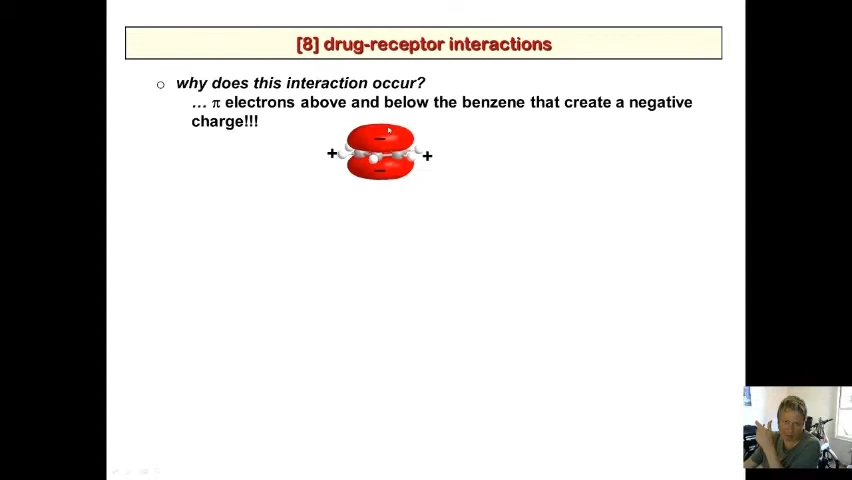 [8] drug-receptor interactions
o why does this interaction occur?
… π electrons above and below the benzene that create a negative
charge!!!
−
+ +
−